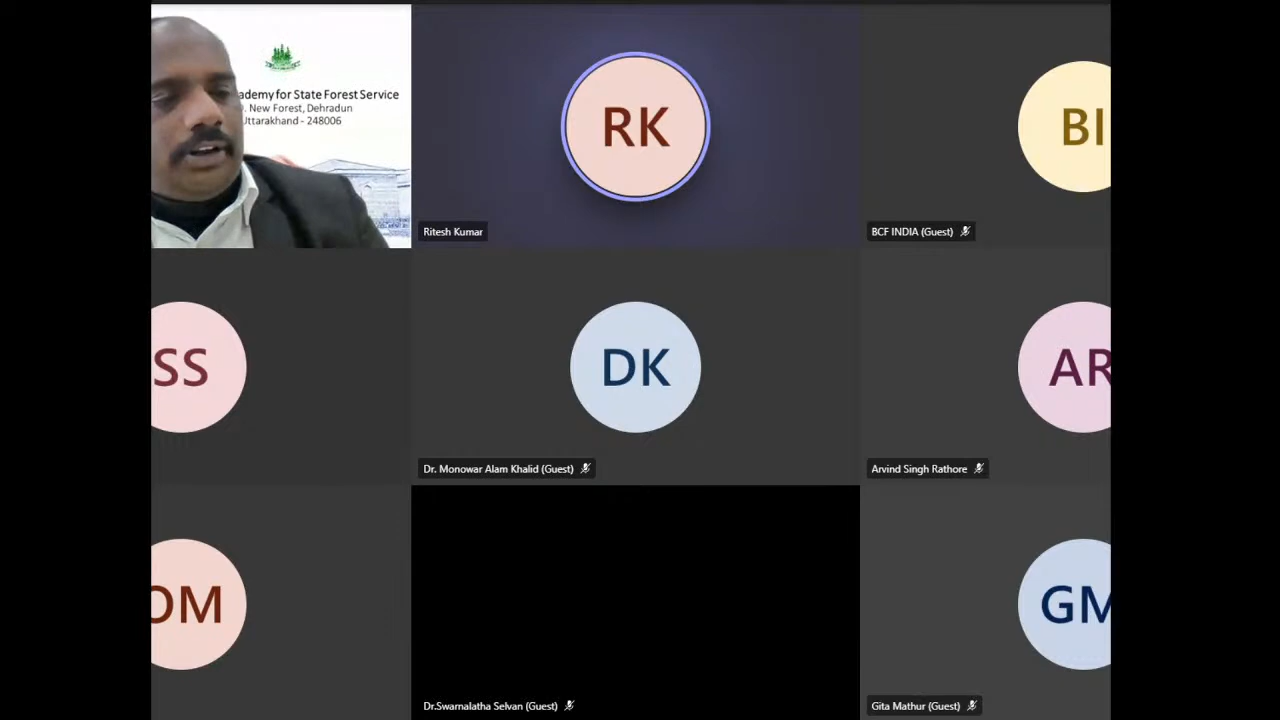 ademy for State Forest Service
. New Forest, Dehradun
Uttarakhand - 248006
RK
Ritesh Kumar
BI
BCF INDIA (Guest)
SS
DK
Dr. Monowar Alam Khalid (Guest)
AR
Arvind Singh Rathore
OM
Dr.Swarnalatha Selvan (Guest)
GM
Gita Mathur (Guest)